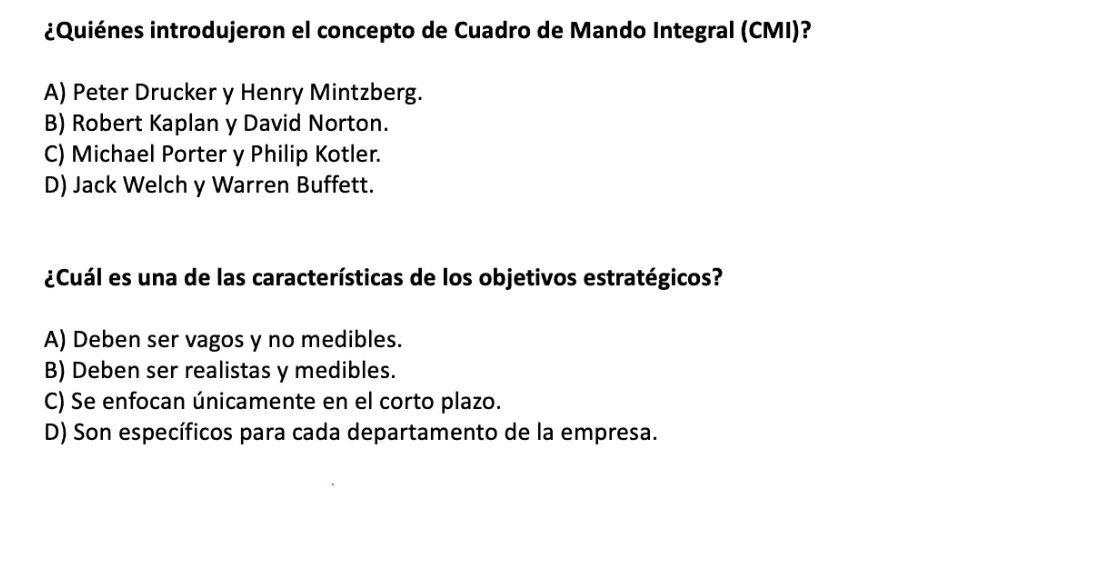 ¿Quiénes introdujeron el concepto de Cuadro de Mando Integral (CMI)?
A) Peter Drucker y Henry Mintzberg.
B) Robert Kaplan y David Norton.
C) Michael Porter y Philip Kotler.
D) Jack Welch y Warren Buffett.
¿Cuál es una de las características de los objetivos estratégicos?
A) Deben ser vagos y no medibles.
B) Deben ser realistas y medibles.
C) Se enfocan únicamente en el corto plazo.
D) Son específicos para cada departamento de la empresa.